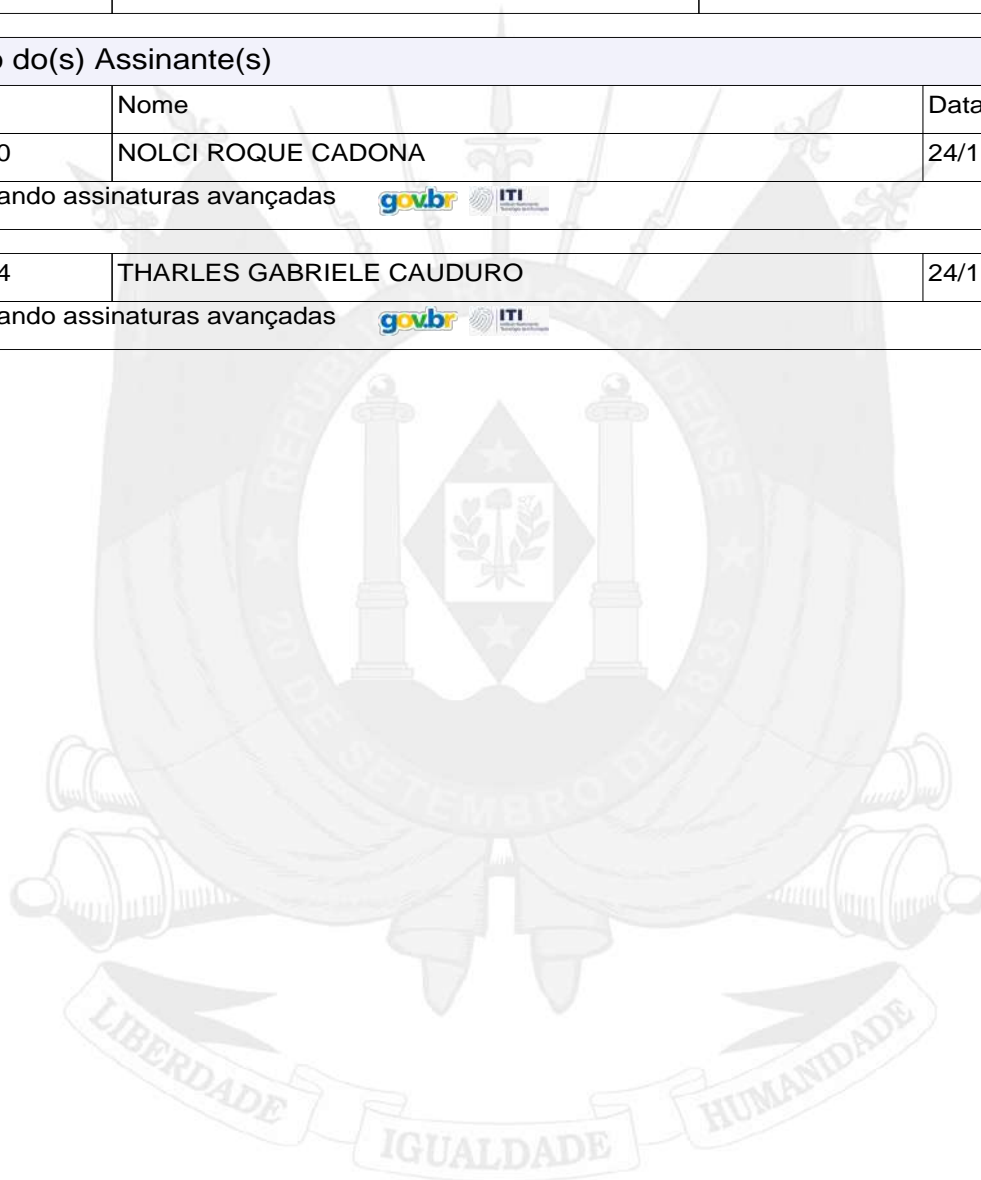 o do(s) Assinante(s)
Nome Data
0 NOLCI ROQUE CADONA 24/1
ando assinaturas avançadas gov.br ITI
4 THARLES GABRIELE CAUDURO 24/1
ando assinaturas avançadas gov.br ITI
REPÚBLICA RIO GRANDENSE
20 DE SETEMBRO DE 1835
LIBERDADE IGUALDADE HUMANIDADE